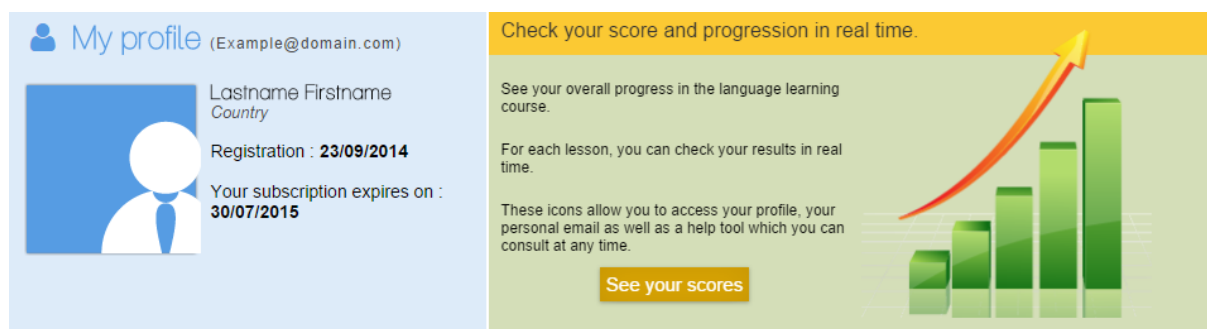 My profile (Example@domain.com)
Lastname Firstname
Country
Registration : 23/09/2014
Your subscription expires on :
30/07/2015
Check your score and progression in real time.
See your overall progress in the language learning
course.
For each lesson, you can check your results in real
time.
These icons allow you to access your profile, your
personal email as well as a help tool which you can
consult at any time.
See your scores